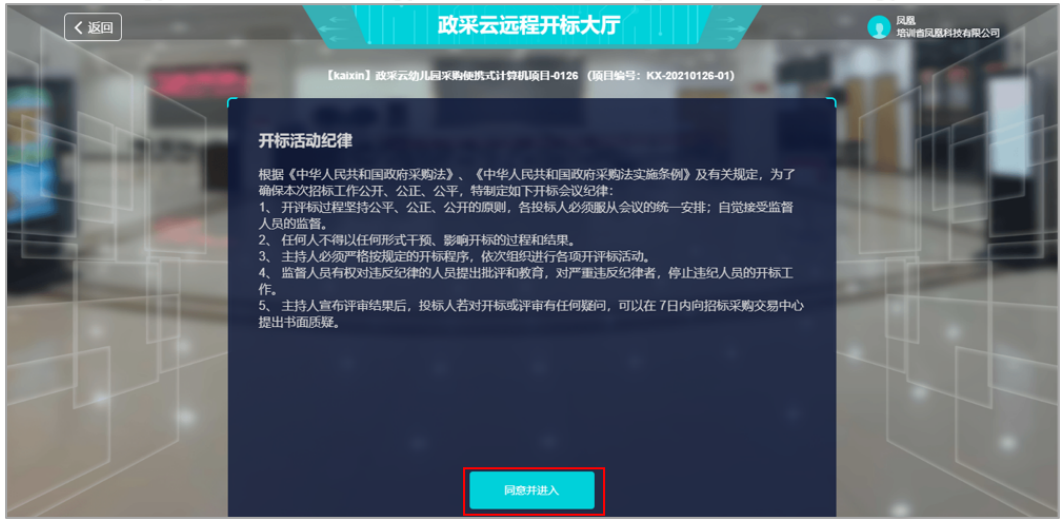 返回
政采云远程开标大厅
凤凰
培训省凤凰科技有限公司
【kaixin】政采云幼儿园采购便携式计算机项目-0126 （项目编号：KX-20210126-01）
开标活动纪律
根据《中华人民共和国政府采购法》、《中华人民共和国政府采购法实施条例》及有关规定，为了
确保本次招标工作公开、公正、公平，特制定如下开标会议纪律：
1、 开评标过程坚持公平、公正、公开的原则，各投标人必须服从会议的统一安排；自觉接受监督
人员的监督。
2、 任何人不得以任何形式干预、影响开标的过程和结果。
3、 主持人必须严格按规定的开标程序，依次组织进行各项开评标活动。
4、 监督人员有权对违反纪律的人员提出批评和教育，对严重违反纪律者，停止违纪人员的开标工
作。
5、 主持人宣布评审结果后，投标人若对开标或评审有任何疑问，可以在 7日内向招标采购交易中心
提出书面质疑。
同意并进入